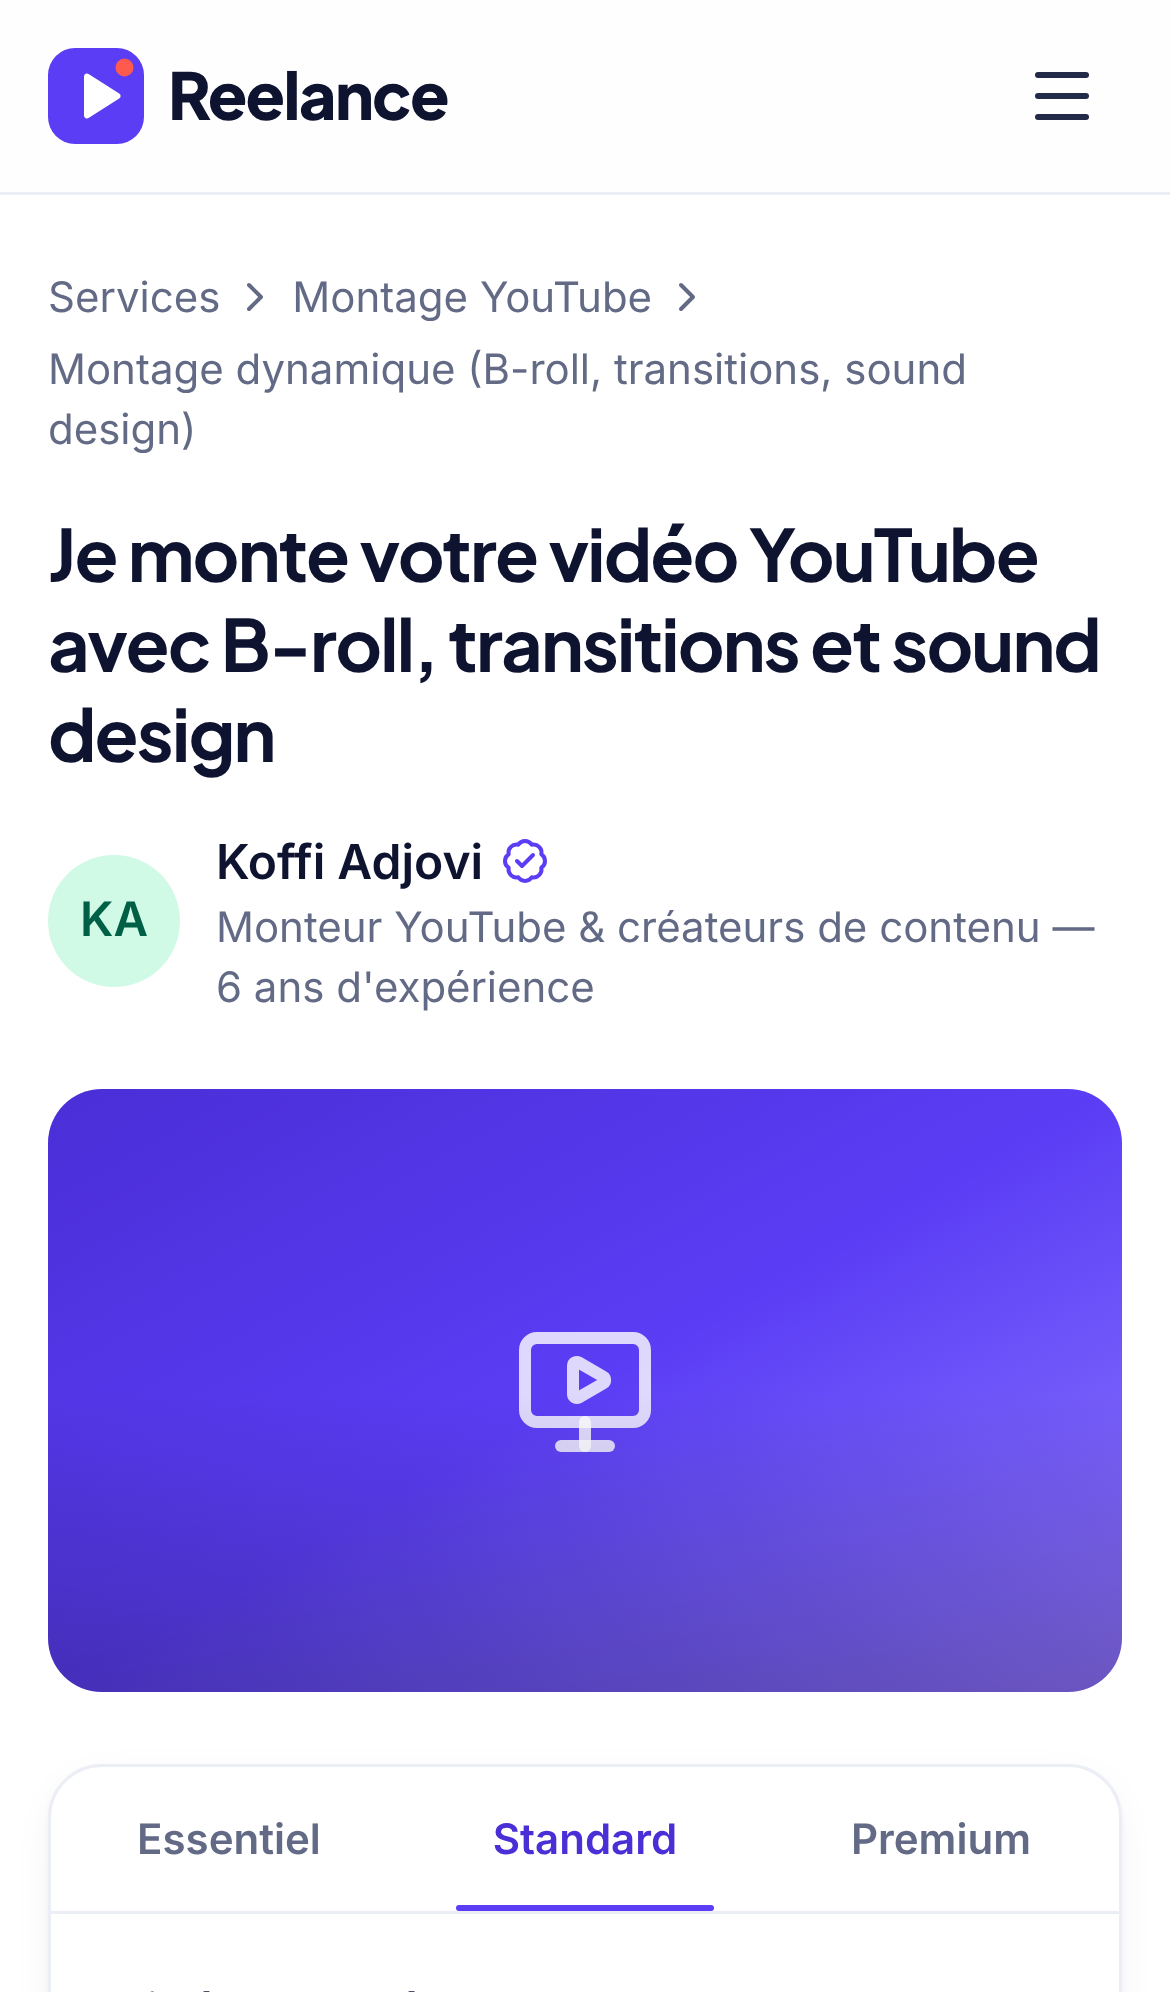 Reelance
Services > Montage YouTube >
Montage dynamique (B-roll, transitions, sound
design)
Je monte votre vidéo YouTube
avec B-roll, transitions et sound
design
KA
Koffi Adjovi
Monteur YouTube & créateurs de contenu —
6 ans d'expérience
Essentiel Standard Premium